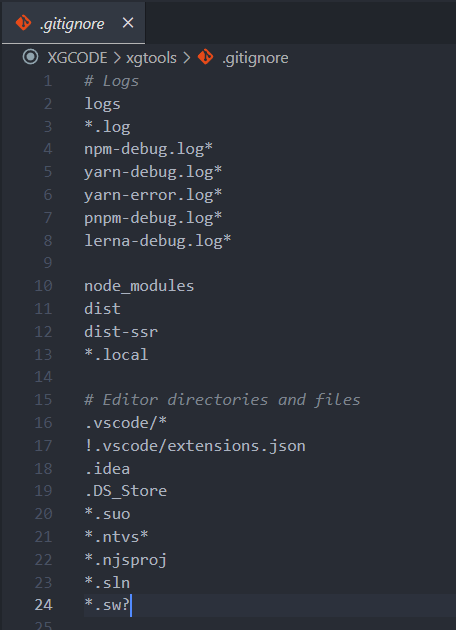 .gitignore ×
XGCODE > xgtools > .gitignore
1 # Logs
2 logs
3 *.log
4 npm-debug.log*
5 yarn-debug.log*
6 yarn-error.log*
7 pnpm-debug.log*
8 lerna-debug.log*
9
10 node_modules
11 dist
12 dist-ssr
13 *.local
14
15 # Editor directories and files
16 .vscode/*
17 !.vscode/extensions.json
18 .idea
19 .DS_Store
20 *.suo
21 *.ntvs*
22 *.njsproj
23 *.sln
24 *.sw?
25